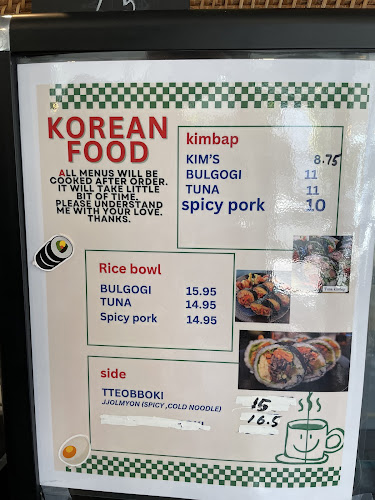 KOREAN
FOOD
ALL MENUS WILL BE
COOKED AFTER ORDER.
IT WILL TAKE LITTLE
BIT OF TIME.
PLEASE UNDERSTAND
ME WITH YOUR LOVE.
THANKS.
kimbap
KIM'S 8.75
BULGOGI 11
TUNA 11
spicy pork 10
Rice bowl
BULGOGI 15.95
TUNA 14.95
Spicy pork 14.95
side
TTEOBBOKI 15
JJOLMYON (SPICY ,COLD NOODLE) 16.5